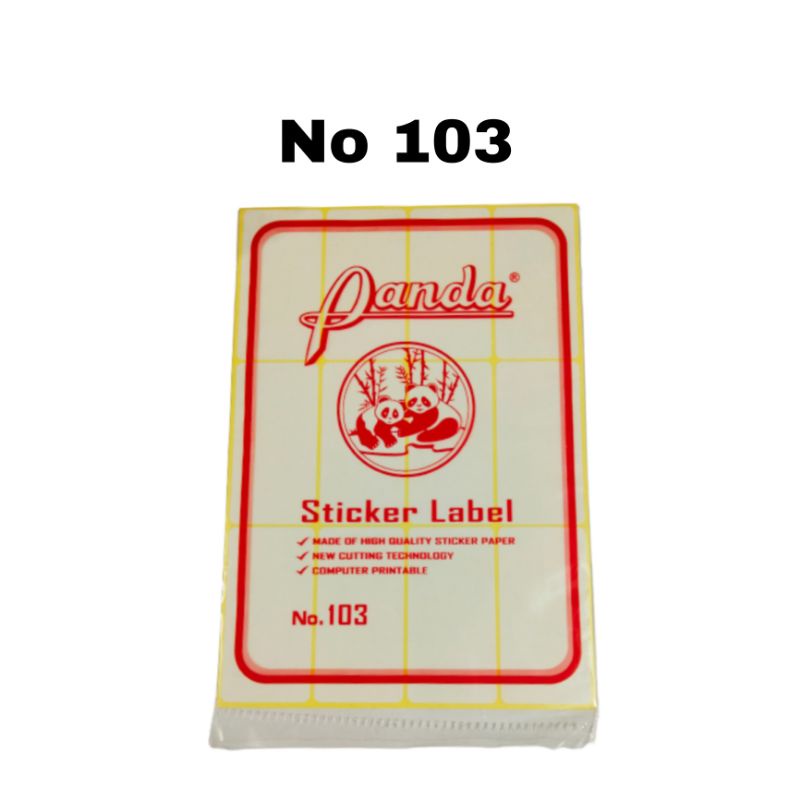 No 103
Panda®
Sticker Label
✓ MADE OF HIGH QUALITY STICKER PAPER
✓ NEW CUTTING TECHNOLOGY
✓ COMPUTER PRINTABLE
No.103